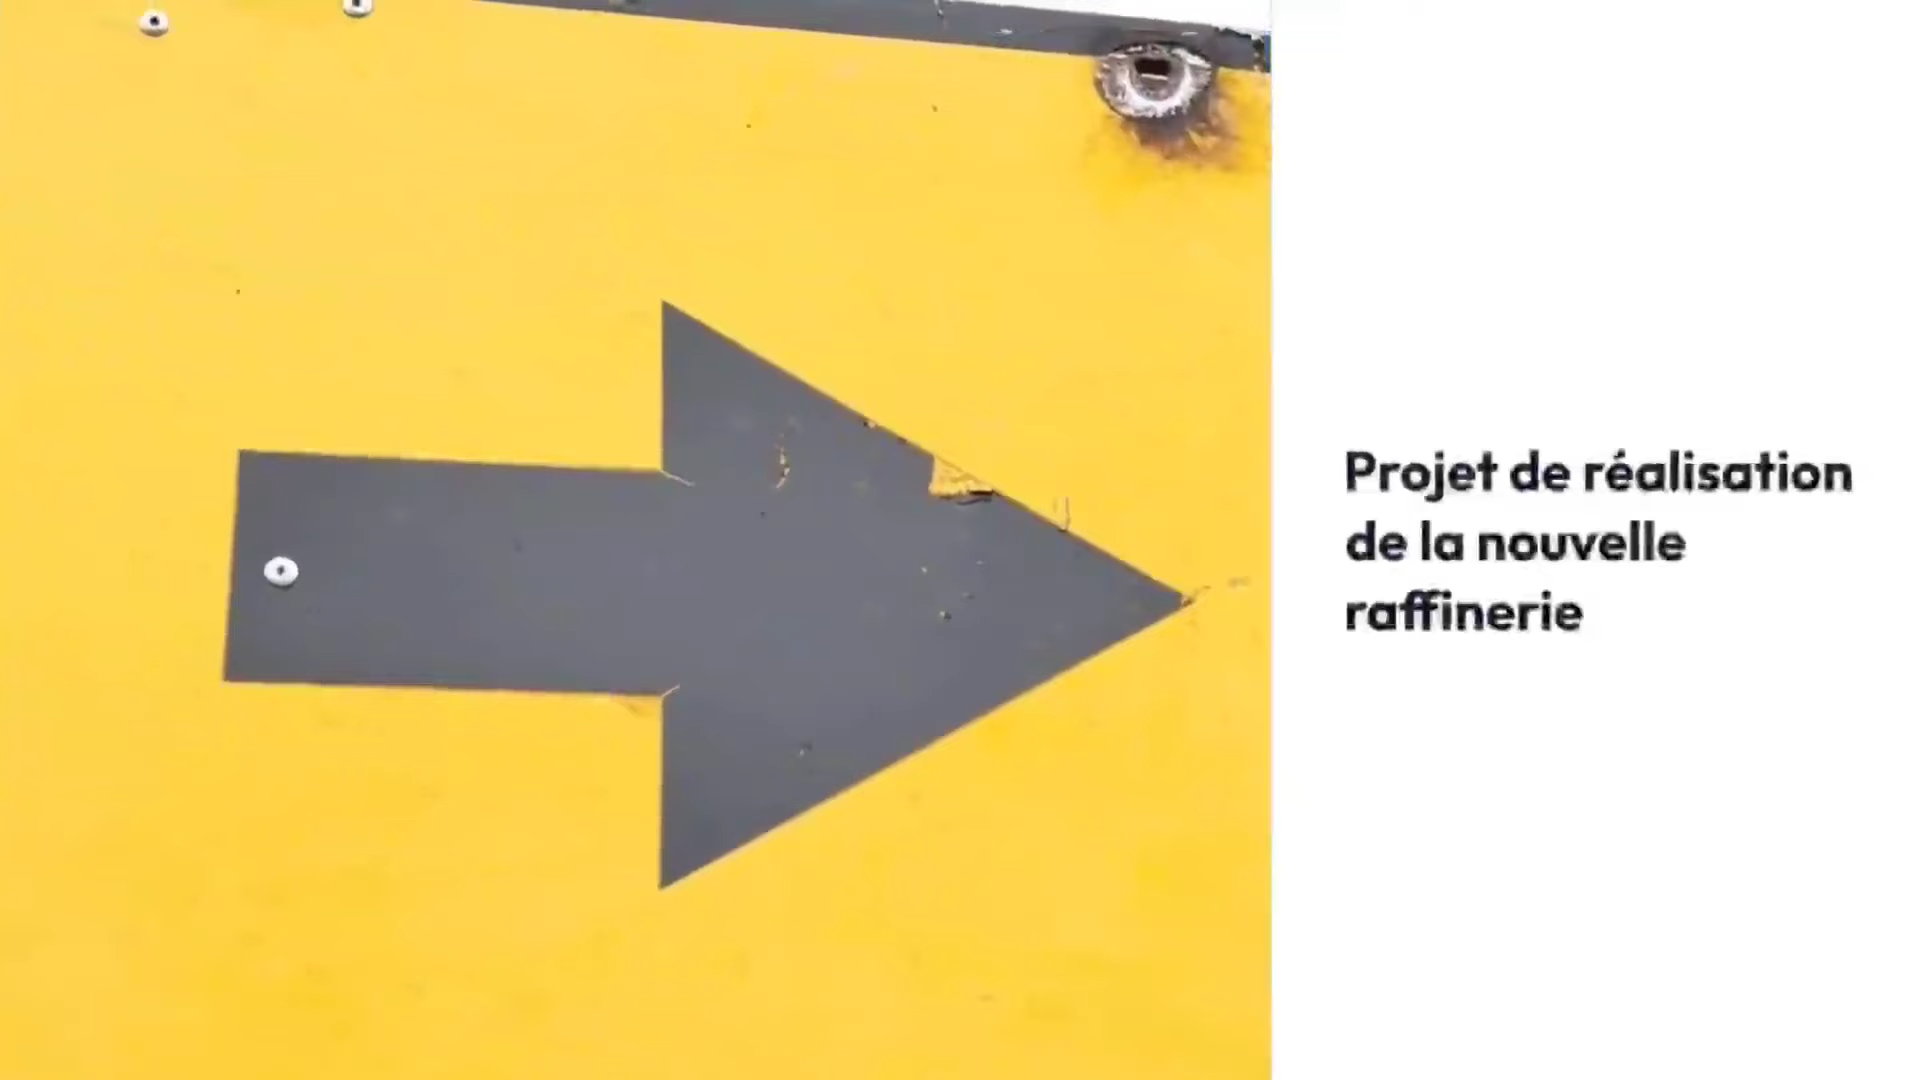 Projet de réalisation
de la nouvelle
raffinerie